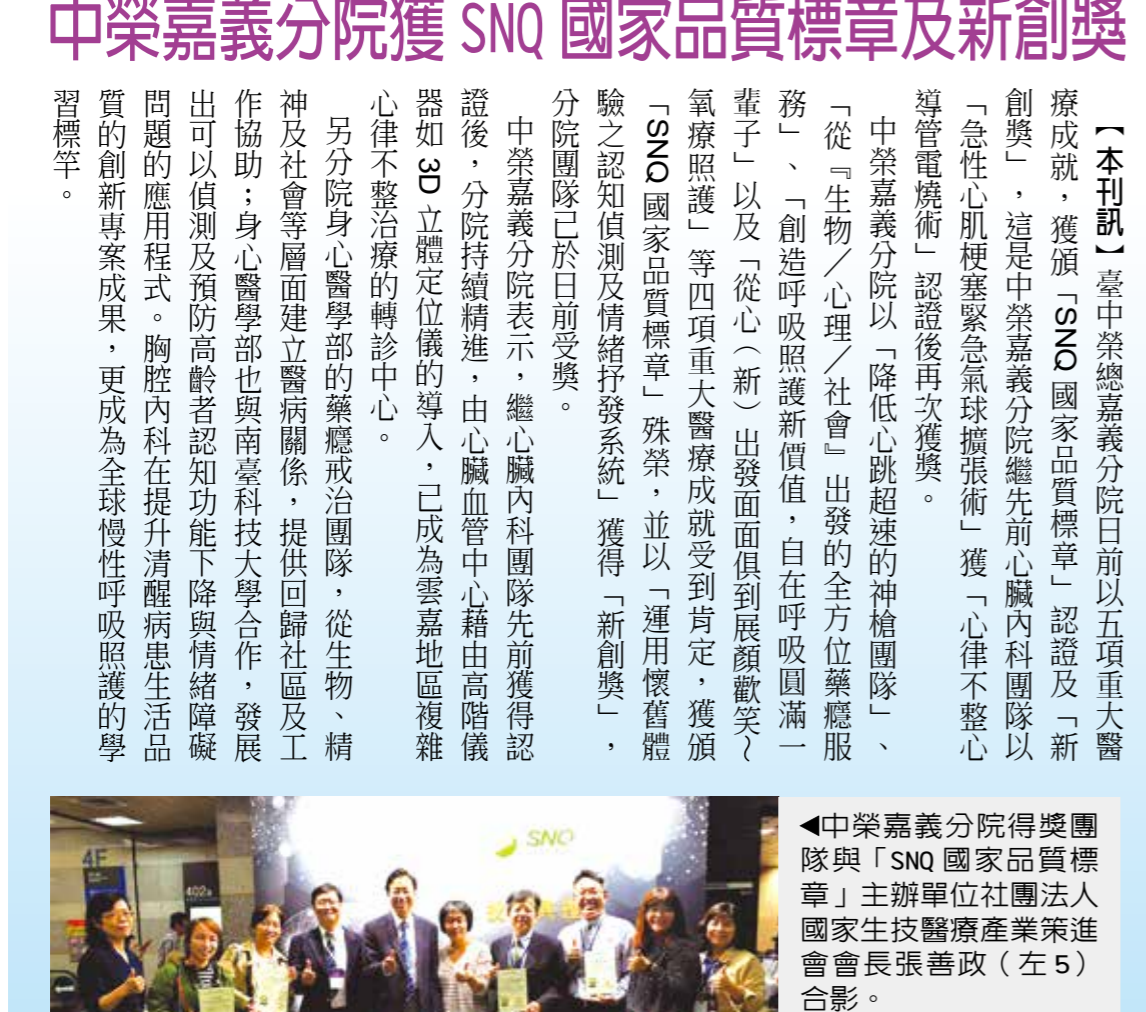 中榮嘉義分院獲 SNQ 國家品質標章及新創獎
【本刊訊】臺中榮總嘉義分院日前以五項重大醫
療成就，獲頒「SNQ 國家品質標章」認證及「新
創獎」，這是中榮嘉義分院繼先前心臟內科團隊以
「急性心肌梗塞緊急氣球擴張術」獲「心律不整心
導管電燒術」認證後再次獲獎。
中榮嘉義分院以「降低心跳超速的神槍團隊」、
「從『生物／心理／社會』出發的全方位藥癮服
務」、「創造呼吸照護新價值，自在呼吸圓滿一
輩子」以及「從心（新）出發面面俱到展顏歡笑～
氧療照護」等四項重大醫療成就受到肯定，獲頒
「SNQ 國家品質標章」殊榮，並以「運用懷舊體
驗之認知偵測及情緒抒發系統」獲得「新創獎」，
分院團隊己於日前受獎。
中榮嘉義分院表示，繼心臟內科團隊先前獲得認
證後，分院持續精進，由心臟血管中心藉由高階儀
器如 3D 立體定位儀的導入，已成為雲嘉地區複雜
心律不整治療的轉診中心。
另分院身心醫學部的藥癮戒治團隊，從生物、精
神及社會等層面建立醫病關係，提供回歸社區及工
作協助；身心醫學部也與南臺科技大學合作，發展
出可以偵測及預防高齡者認知功能下降與情緒障礙
問題的應用程式。胸腔內科在提升清醒病患生活品
質的創新專案成果，更成為全球慢性呼吸照護的學
習標竿。
4F
402a
SNQ
◀中榮嘉義分院得獎團
隊與「SNQ 國家品質標
章」主辦單位社團法人
國家生技醫療產業策進
會會長張善政（左 5）
合影。